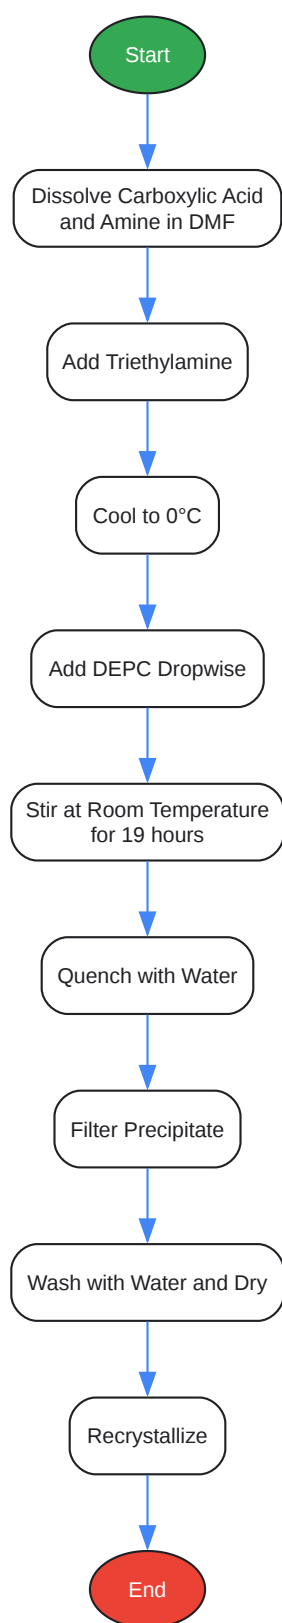 Start
Dissolve Carboxylic Acid
and Amine in DMF
Add Triethylamine
Cool to 0°C
Add DEPC Dropwise
Stir at Room Temperature
for 19 hours
Quench with Water
Filter Precipitate
Wash with Water and Dry
Recrystallize
End